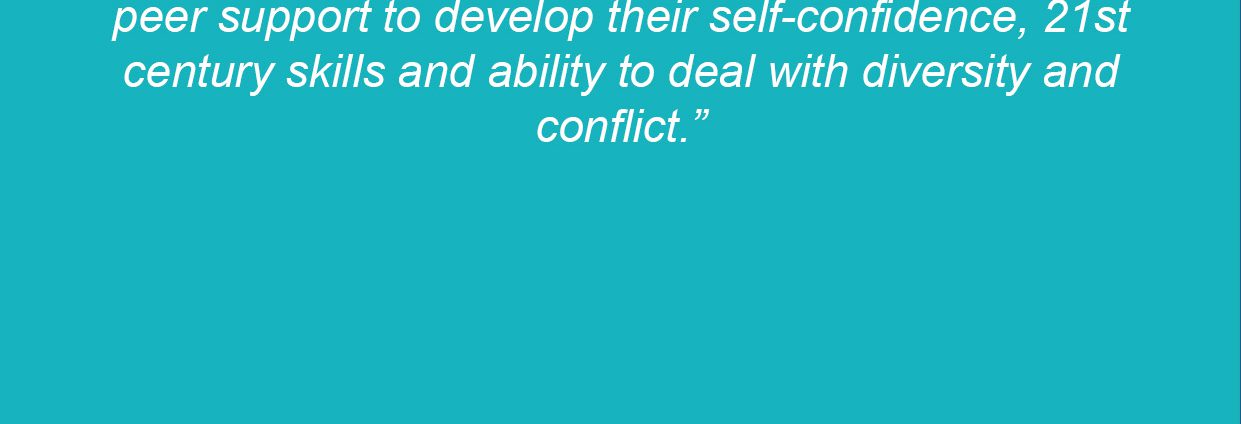 peer support to develop their self-confidence, 21st
century skills and ability to deal with diversity and
conflict.”